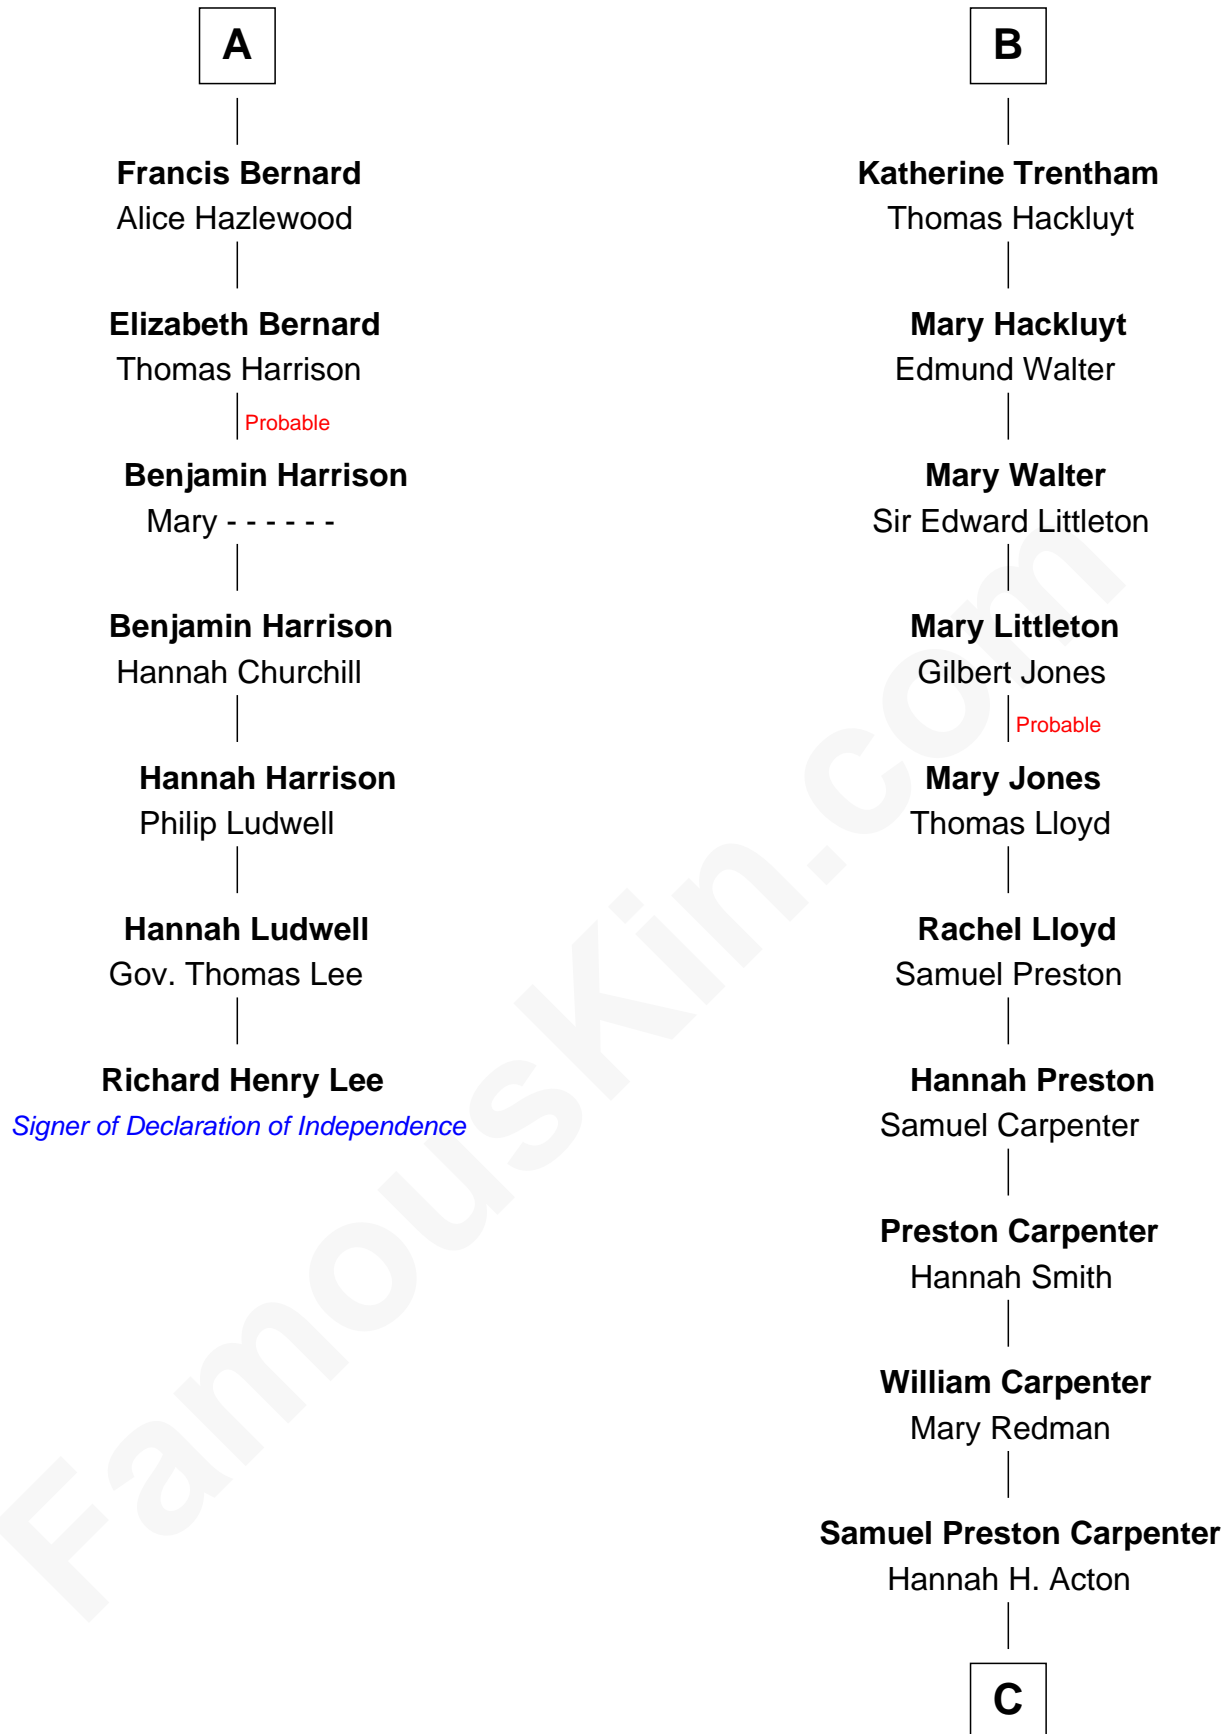 A
Francis Bernard
Alice Hazlewood
Elizabeth Bernard
Thomas Harrison
Probable
Benjamin Harrison
Mary - - - - - -
Benjamin Harrison
Hannah Churchill
Hannah Harrison
Philip Ludwell
Hannah Ludwell
Gov. Thomas Lee
Richard Henry Lee
Signer of Declaration of Independence
B
Katherine Trentham
Thomas Hackluyt
Mary Hackluyt
Edmund Walter
Mary Walter
Sir Edward Littleton
Mary Littleton
Gilbert Jones
Probable
Mary Jones
Thomas Lloyd
Rachel Lloyd
Samuel Preston
Hannah Preston
Samuel Carpenter
Preston Carpenter
Hannah Smith
William Carpenter
Mary Redman
Samuel Preston Carpenter
Hannah H. Acton
C
FamousKin.com